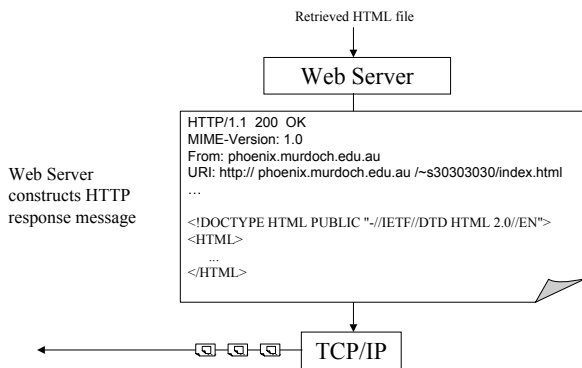 Retrieved HTML file
Web Server
HTTP/1.1 200 OK
MIME-Version: 1.0
From: phoenix.murdoch.edu.au
URI: http:// phoenix.murdoch.edu.au /~s30303030/index.html
…
<!DOCTYPE HTML PUBLIC "-//IETF//DTD HTML 2.0//EN">
<HTML>
...
</HTML>
Web Server
constructs HTTP
response message
TCP/IP